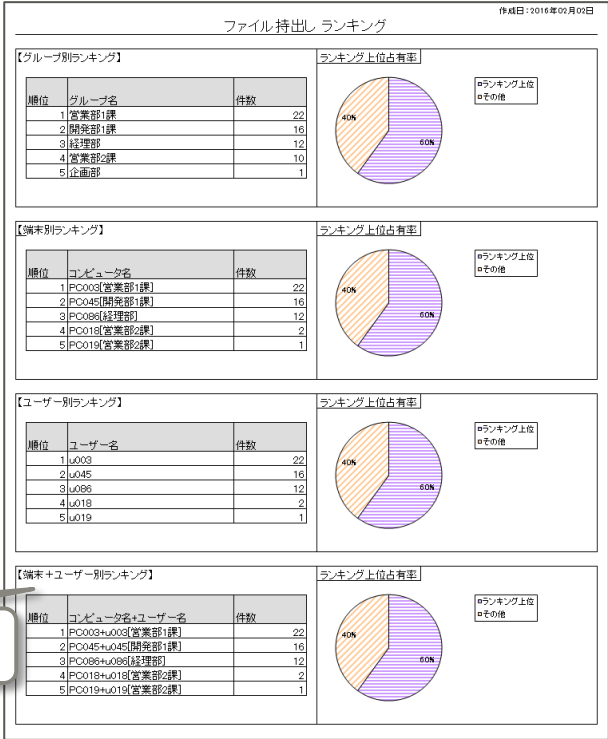 作成日：2016年02月02日
ファイル持出し ランキング
【グループ別ランキング】
ランキング上位占有率
順位 グループ名 件数
1 営業部1課 22
2 開発部1課 16
3 経理部 12
4 営業部2課 10
5 企画部 1
40%
60%
ランキング上位
その他
【端末別ランキング】
ランキング上位占有率
順位 コンピュータ名 件数
1 PC003[営業部1課] 22
2 PC045[開発部1課] 16
3 PC086[経理部] 12
4 PC018[営業部2課] 2
5 PC019[営業部2課] 1
40%
60%
ランキング上位
その他
【ユーザー別ランキング】
ランキング上位占有率
順位 ユーザー名 件数
1 u003 22
2 u045 16
3 u086 12
4 u018 2
5 u019 1
40%
60%
ランキング上位
その他
【端末＋ユーザー別ランキング】
ランキング上位占有率
順位 コンピュータ名+ユーザー名 件数
1 PC003+u003[営業部1課] 22
2 PC045+u045[開発部1課] 16
3 PC086+u086[経理部] 12
4 PC018+u018[営業部2課] 2
5 PC019+u019[営業部2課] 1
40%
60%
ランキング上位
その他